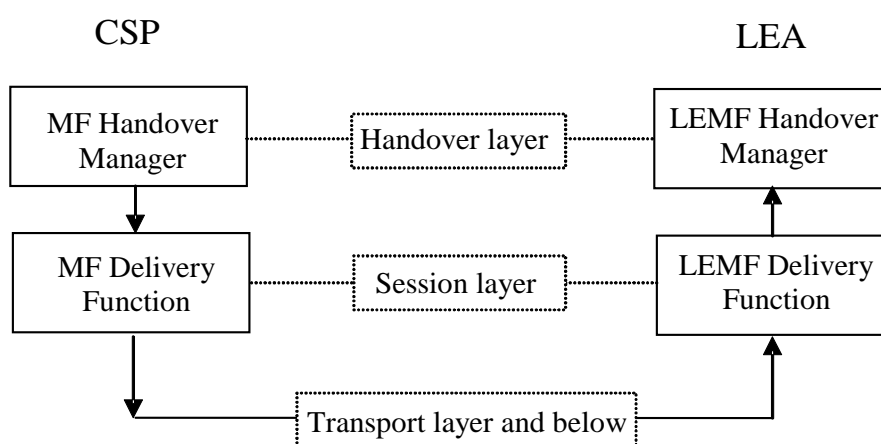 CSP
LEA
MF Handover
Manager
Handover layer
LEMF Handover
Manager
MF Delivery
Function
Session layer
LEMF Delivery
Function
Transport layer and below